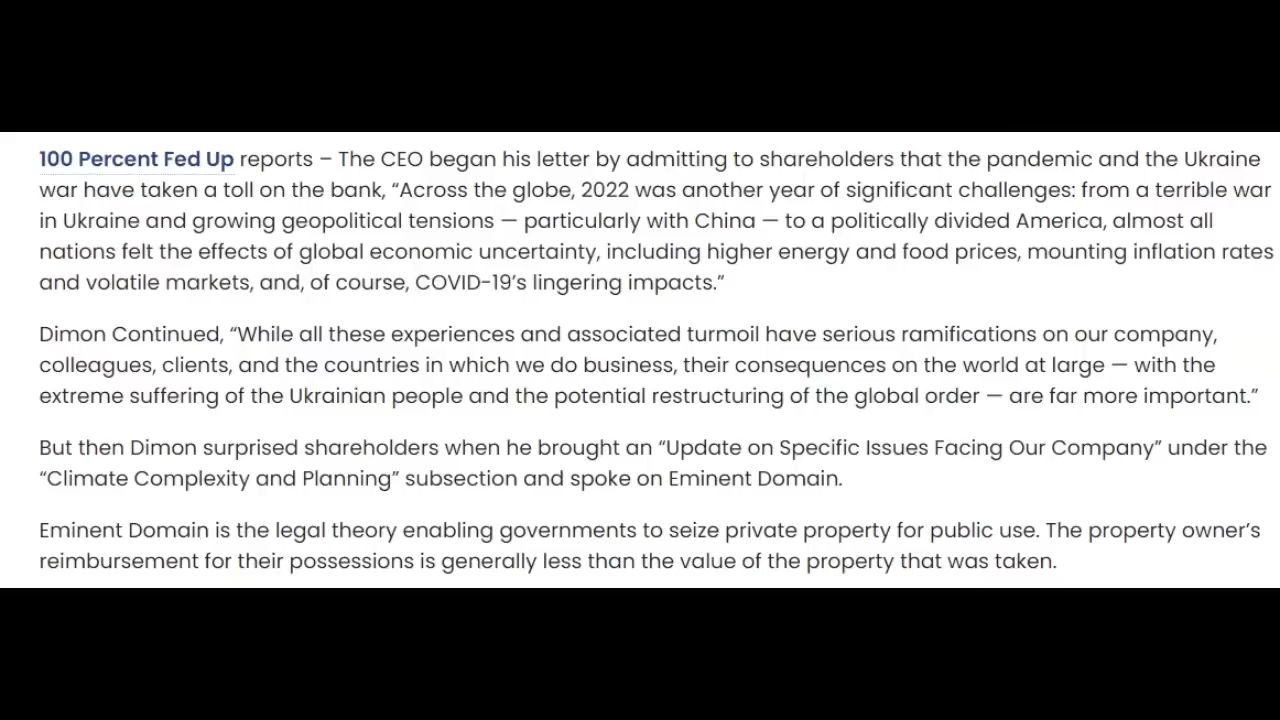 100 Percent Fed Up reports – The CEO began his letter by admitting to shareholders that the pandemic and the Ukraine
war have taken a toll on the bank, “Across the globe, 2022 was another year of significant challenges: from a terrible war
in Ukraine and growing geopolitical tensions — particularly with China — to a politically divided America, almost all
nations felt the effects of global economic uncertainty, including higher energy and food prices, mounting inflation rates
and volatile markets, and, of course, COVID-19’s lingering impacts.”
Dimon Continued, “While all these experiences and associated turmoil have serious ramifications on our company,
colleagues, clients, and the countries in which we do business, their consequences on the world at large — with the
extreme suffering of the Ukrainian people and the potential restructuring of the global order — are far more important.”
But then Dimon surprised shareholders when he brought an “Update on Specific Issues Facing Our Company” under the
“Climate Complexity and Planning” subsection and spoke on Eminent Domain.
Eminent Domain is the legal theory enabling governments to seize private property for public use. The property owner’s
reimbursement for their possessions is generally less than the value of the property that was taken.